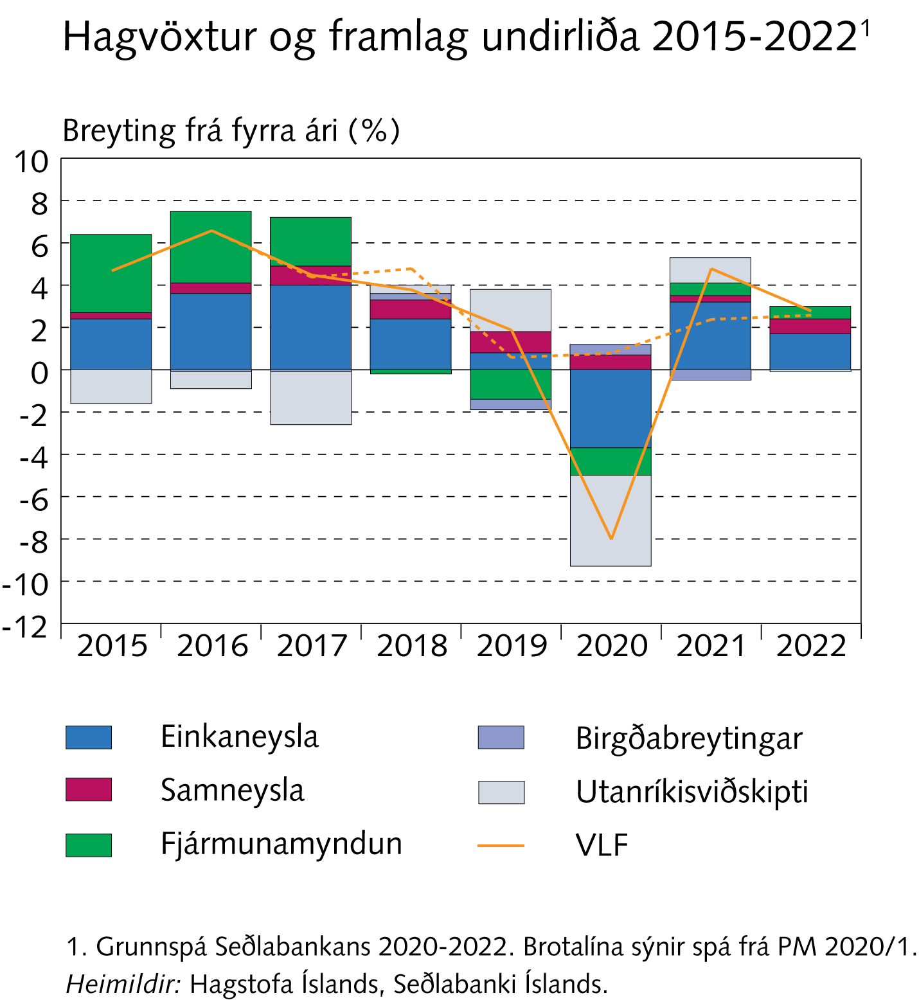 Hagvöxtur og framlag undirliða 2015-2022¹
Breyting frá fyrra ári (%)
10
8
6
4
2
0
-2
-4
-6
-8
-10
-12
2015 2016 2017 2018 2019 2020 2021 2022
Einkaneysla
Samneysla
Fjármunamyndun
Birgðabreytingar
Utanríkisviðskipti
VLF
1. Grunnspá Seðlabankans 2020-2022. Brotalína sýnir spá frá PM 2020/1.
Heimildir: Hagstofa Íslands, Seðlabanki Íslands.